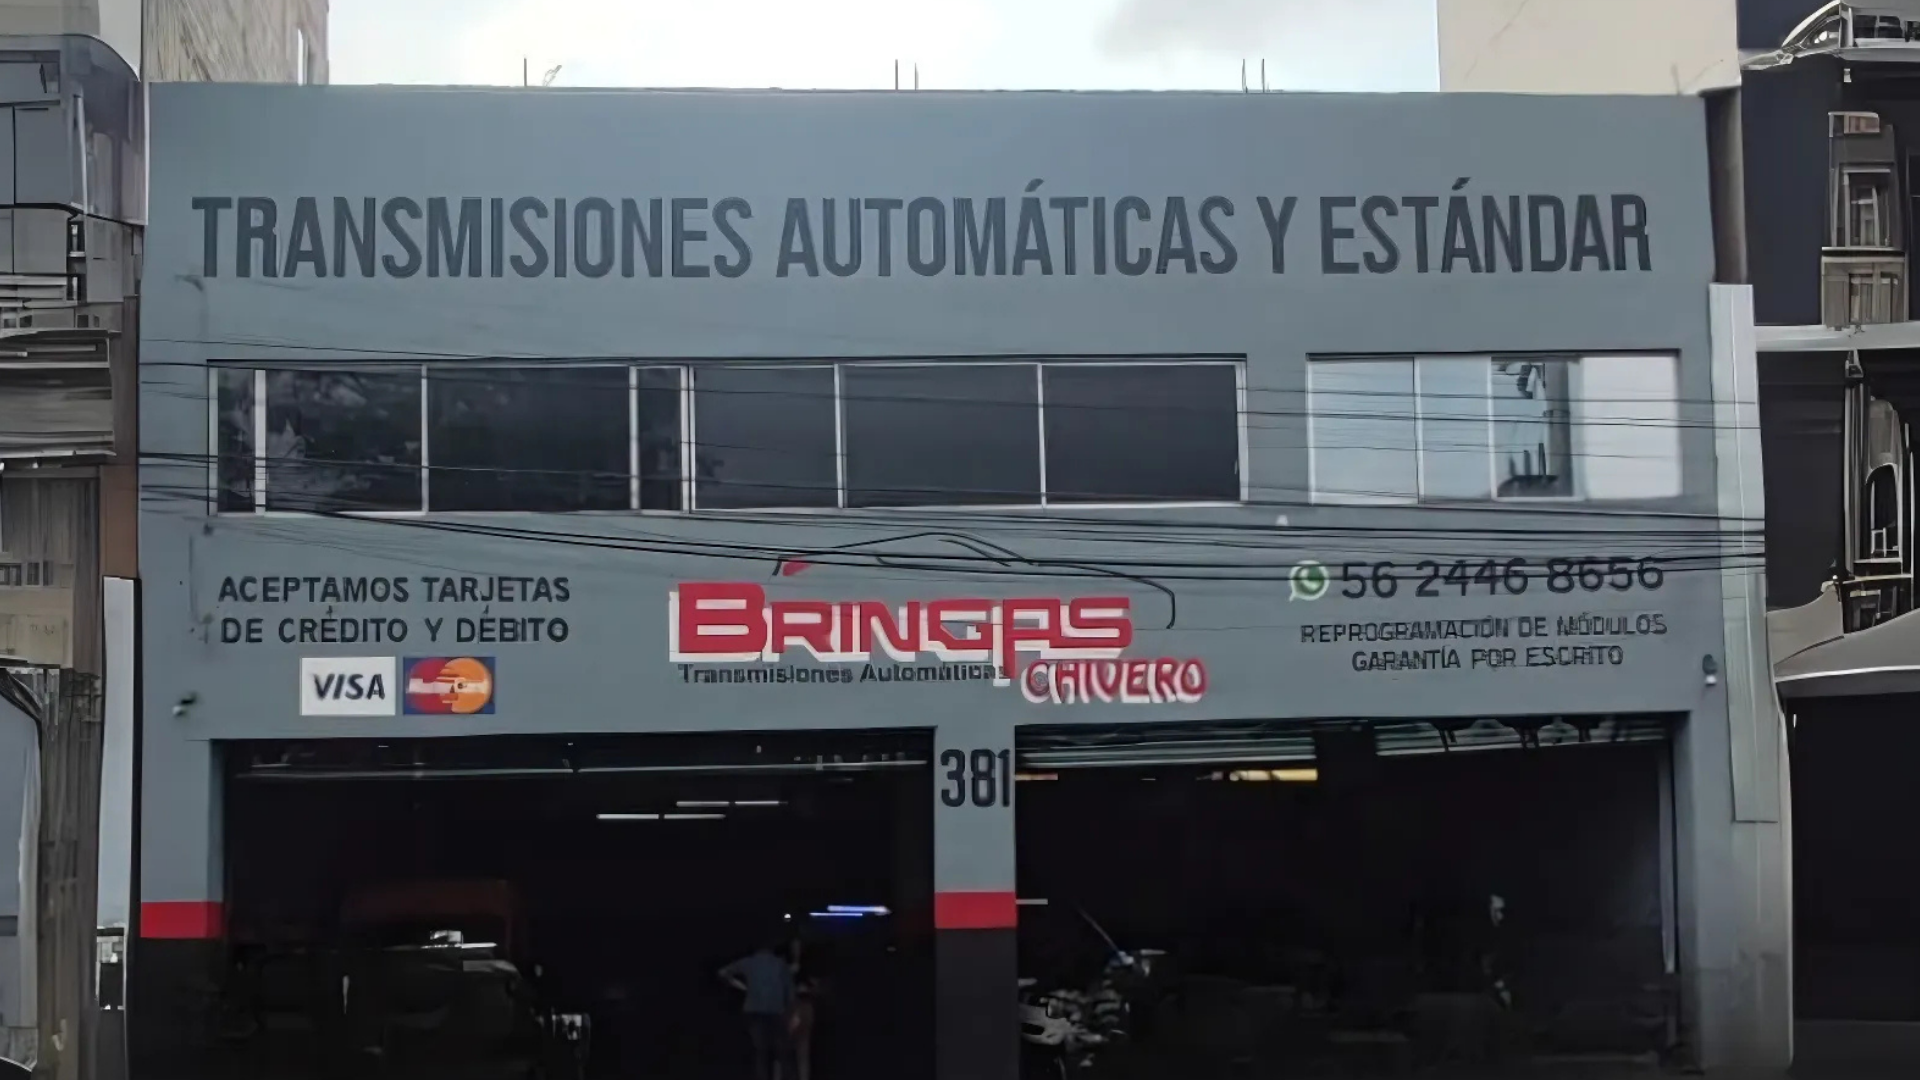 TRANSMISIONES AUTOMÁTICAS Y ESTÁNDAR
ACEPTAMOS TARJETAS
DE CRÉDITO Y DÉBITO
VISA
MasterCard
BRINGAS
Transmisiones Automáticas
CHIVERO
56 2446 8656
REPROGRAMACIÓN DE MÓDULOS
GARANTÍA POR ESCRITO
381